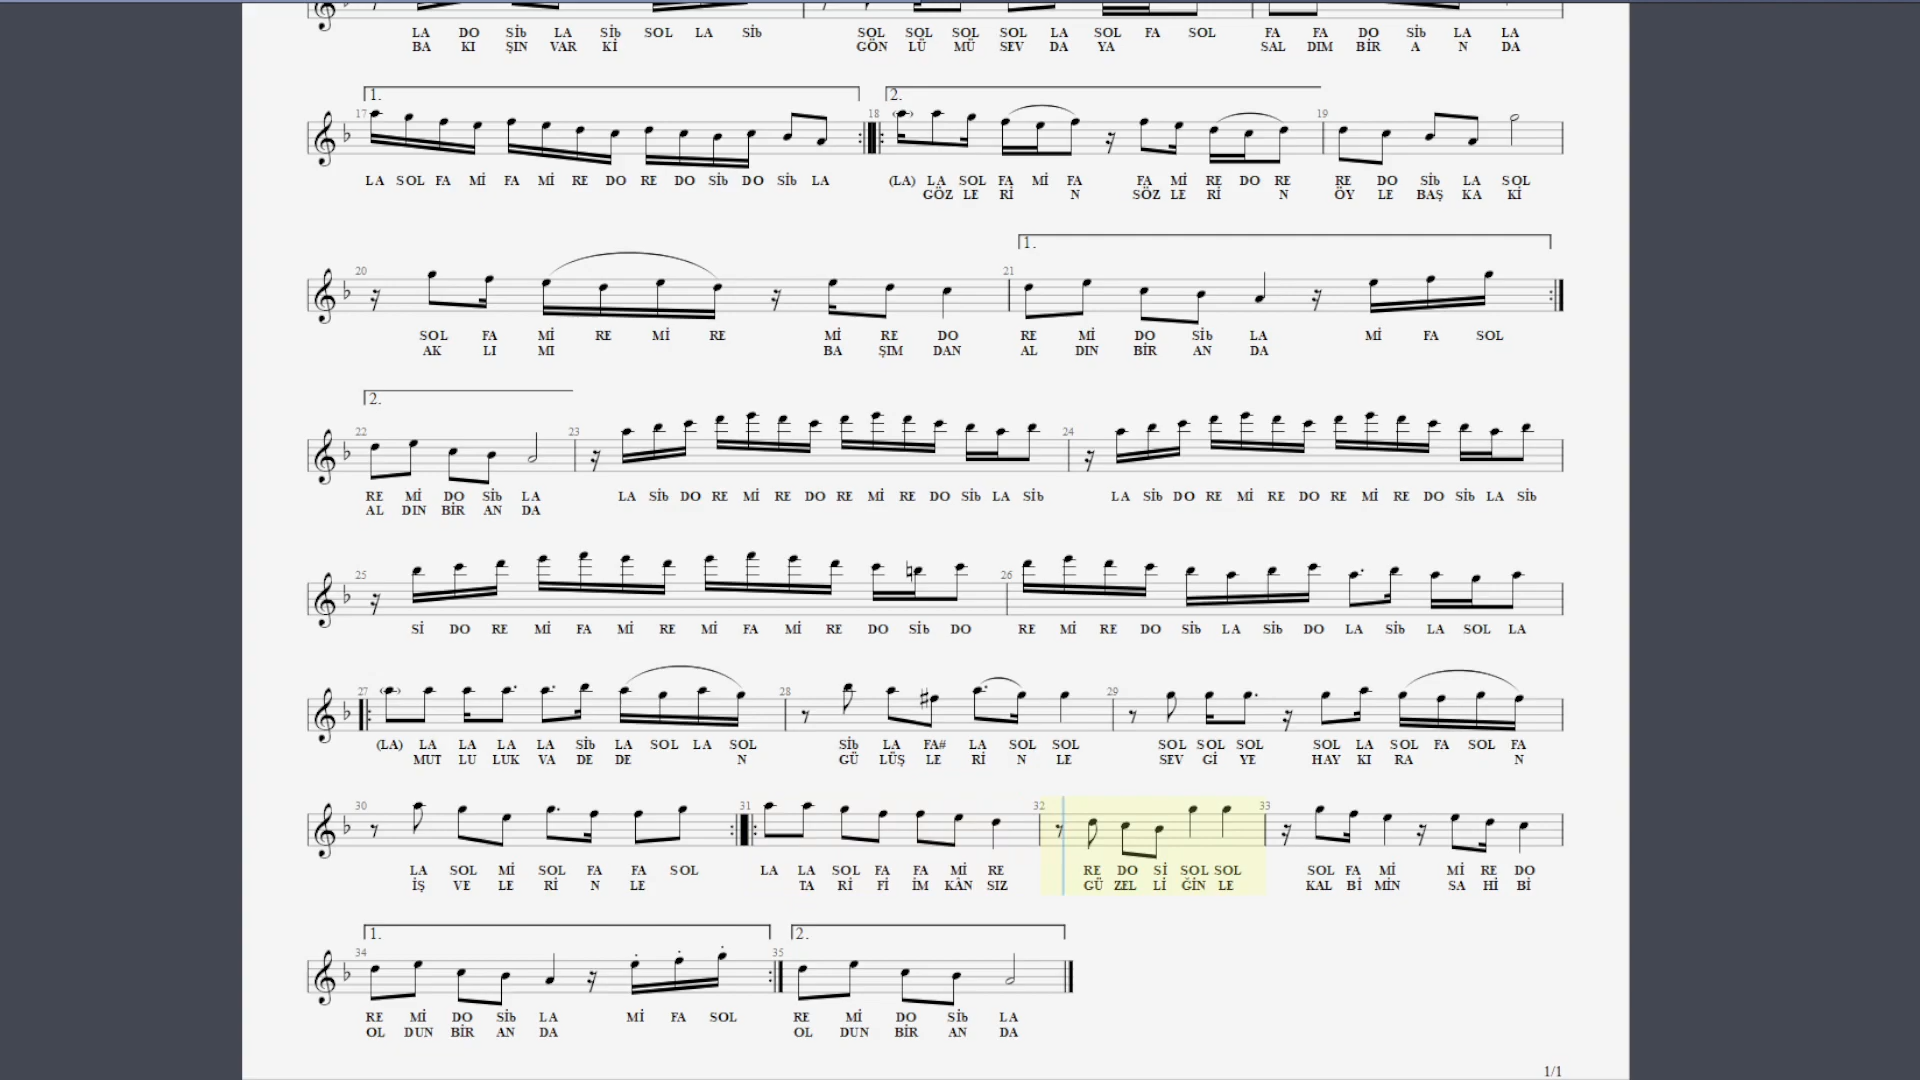 LA DO Sİb LA Sİb SOL LA Sİb SOL SOL SOL SOL LA SOL FA SOL FA FA DO Sİb LA LA
BA KI ŞIN VAR Kİ GÖN LÜ MÜ SEV DA YA SAL DIM BİR A N DA
1. 2.
17 18 19
LA SOL FA Mİ FA Mİ RE DO RE DO Sİb DO Sİb LA (LA) LA SOL FA Mİ FA FA Mİ RE DO RE RE DO Sİb LA SOL
GÖZ LE Rİ N SÖZ LE Rİ N ÖY LE BAŞ KA Kİ
1.
20 21
SOL FA Mİ RE Mİ RE Mİ RE DO RE Mİ DO Sİb LA Mİ FA SOL
AK LI MI BA ŞIM DAN AL DIN BİR AN DA
2.
22 23 24
RE Mİ DO Sİb LA LA Sİb DO RE Mİ RE DO RE Mİ RE DO Sİb LA Sİb LA Sİb DO RE Mİ RE DO RE Mİ RE DO Sİb LA Sİb
AL DIN BİR AN DA
25 26
Sİ DO RE Mİ FA Mİ RE Mİ FA Mİ RE DO Sİb DO RE Mİ RE DO Sİb LA Sİb DO LA Sİb LA SOL LA
27 28 29
(LA) LA LA LA LA Sİb LA SOL LA SOL Sİb LA FA# LA SOL SOL SOL SOL SOL SOL LA SOL FA SOL FA
MUT LU LUK VA DE DE N GÜ LÜŞ LE Rİ N LE SEV Gİ YE HAY KI RA N
30 31 32 33
LA SOL Mİ SOL FA FA SOL LA LA SOL FA FA Mİ RE RE DO Sİ SOL SOL SOL FA Mİ Mİ RE DO
İŞ VE LE Rİ N LE TA Rİ Fİ İM KÂN SIZ GÜ ZEL Lİ ĞİN LE KAL Bİ MİN SA Hİ Bİ
1. 2.
34 35
RE Mİ DO Sİb LA Mİ FA SOL RE Mİ DO Sİb LA
OL DUN BİR AN DA OL DUN BİR AN DA
1/1